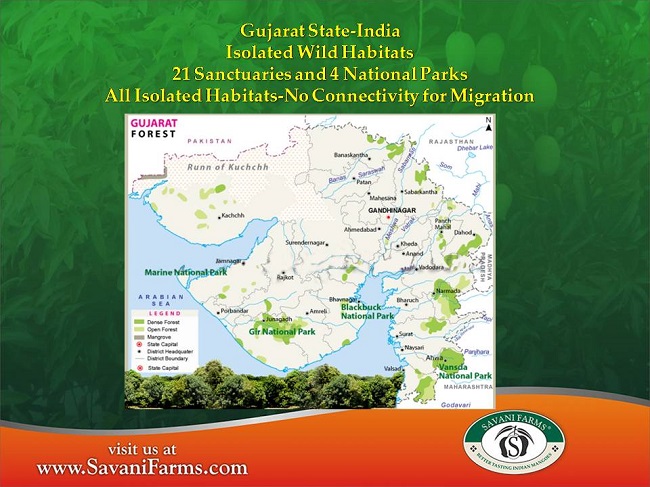 Gujarat State-India
Isolated Wild Habitats
21 Sanctuaries and 4 National Parks
All Isolated Habitats-No Connectivity for Migration
GUJARAT
FOREST
N
PAKISTAN
RAJASTHAN
Dhebar Lake
Runn of Kuchchh
Banaskantha
Som
Banas
Saraswati
Sabarmati
Patan
Mahesana
Sabarkantha
Mahi
Kachchh
GANDHINAGAR
Ahmedabad
Panch
Mahal
Dahod
Surendernagar
Kheda
Anand
MADHYA
PRADESH
Jamnagar
Vadodara
Marine National Park
Rajkot
Narmada
ARABIAN
SEA
Bhavnagar
Blackbuck
National Park
Bharuch
LEGEND
Dense Forest
Open Forest
Mangrove
State Capital
District Headquater
District Boundary
State Capital
Porbandar
Junagadh
Amreli
Gir National Park
Surat
Navsari
Panjhara
Ahwa
Vansda
National Park
Valsad
MAHARASHTRA
Godavari
SAVANI FARMS®
BETTER TASTING INDIAN MANGOES
visit us at
www.SavaniFarms.com